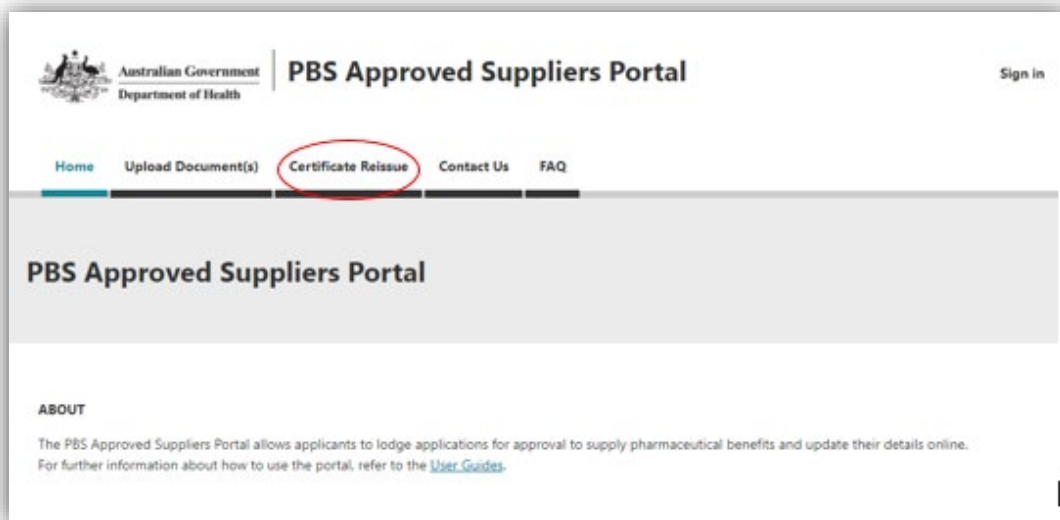 Australian Government
Department of Health
PBS Approved Suppliers Portal
Sign in
Home Upload Document(s) Certificate Reissue Contact Us FAQ
PBS Approved Suppliers Portal
ABOUT
The PBS Approved Suppliers Portal allows applicants to lodge applications for approval to supply pharmaceutical benefits and update their details online.
For further information about how to use the portal, refer to the User Guides.